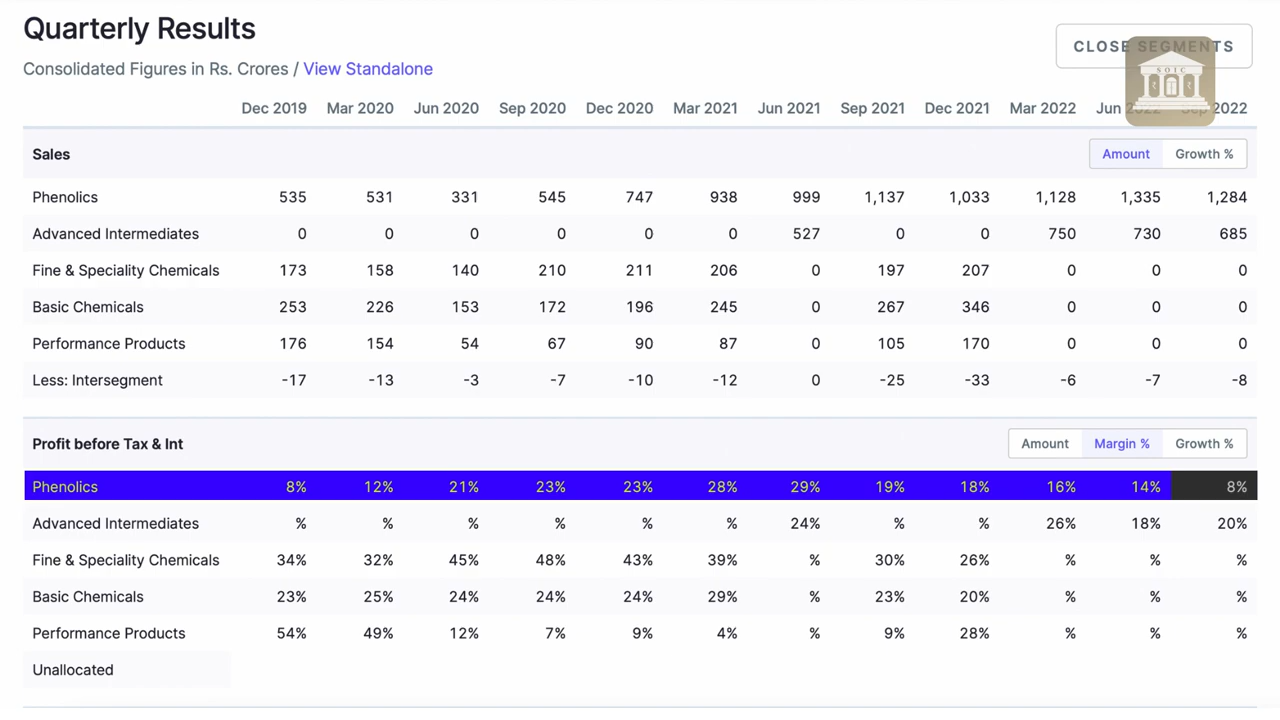 Quarterly Results
CLOSE SEGMENTS
Consolidated Figures in Rs. Crores / View Standalone
SOIC
Dec 2019 Mar 2020 Jun 2020 Sep 2020 Dec 2020 Mar 2021 Jun 2021 Sep 2021 Dec 2021 Mar 2022 Jun 2022 Sep 2022
Sales Amount Growth %
Phenolics 535 531 331 545 747 938 999 1,137 1,033 1,128 1,335 1,284
Advanced Intermediates 0 0 0 0 0 0 527 0 0 750 730 685
Fine & Speciality Chemicals 173 158 140 210 211 206 0 197 207 0 0 0
Basic Chemicals 253 226 153 172 196 245 0 267 346 0 0 0
Performance Products 176 154 54 67 90 87 0 105 170 0 0 0
Less: Intersegment -17 -13 -3 -7 -10 -12 0 -25 -33 -6 -7 -8
Profit before Tax & Int Amount Margin % Growth %
Phenolics 8% 12% 21% 23% 23% 28% 29% 19% 18% 16% 14% 8%
Advanced Intermediates % % % % % % 24% % % 26% 18% 20%
Fine & Speciality Chemicals 34% 32% 45% 48% 43% 39% % 30% 26% % % %
Basic Chemicals 23% 25% 24% 24% 24% 29% % 23% 20% % % %
Performance Products 54% 49% 12% 7% 9% 4% % 9% 28% % % %
Unallocated